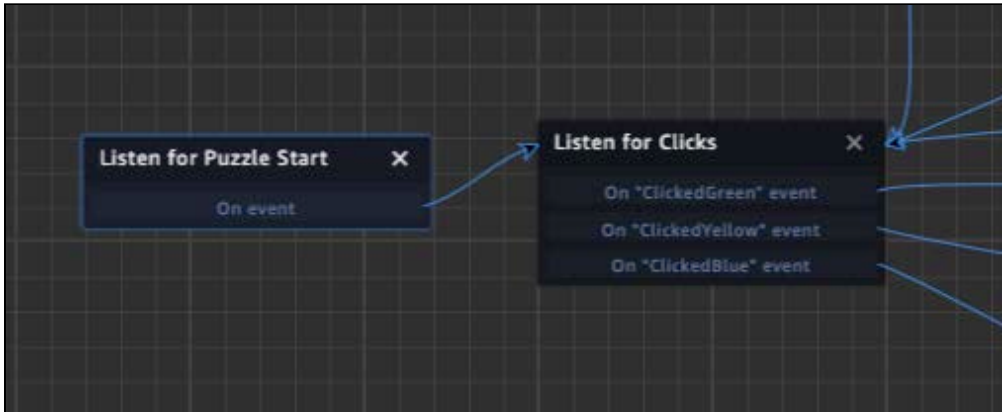 Listen for Puzzle Start
On event
Listen for Clicks
On "ClickedGreen" event
On "ClickedYellow" event
On "ClickedBlue" event